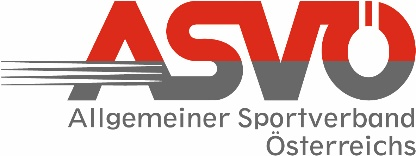 ASVÖ
Allgemeiner Sportverband
Österreichs